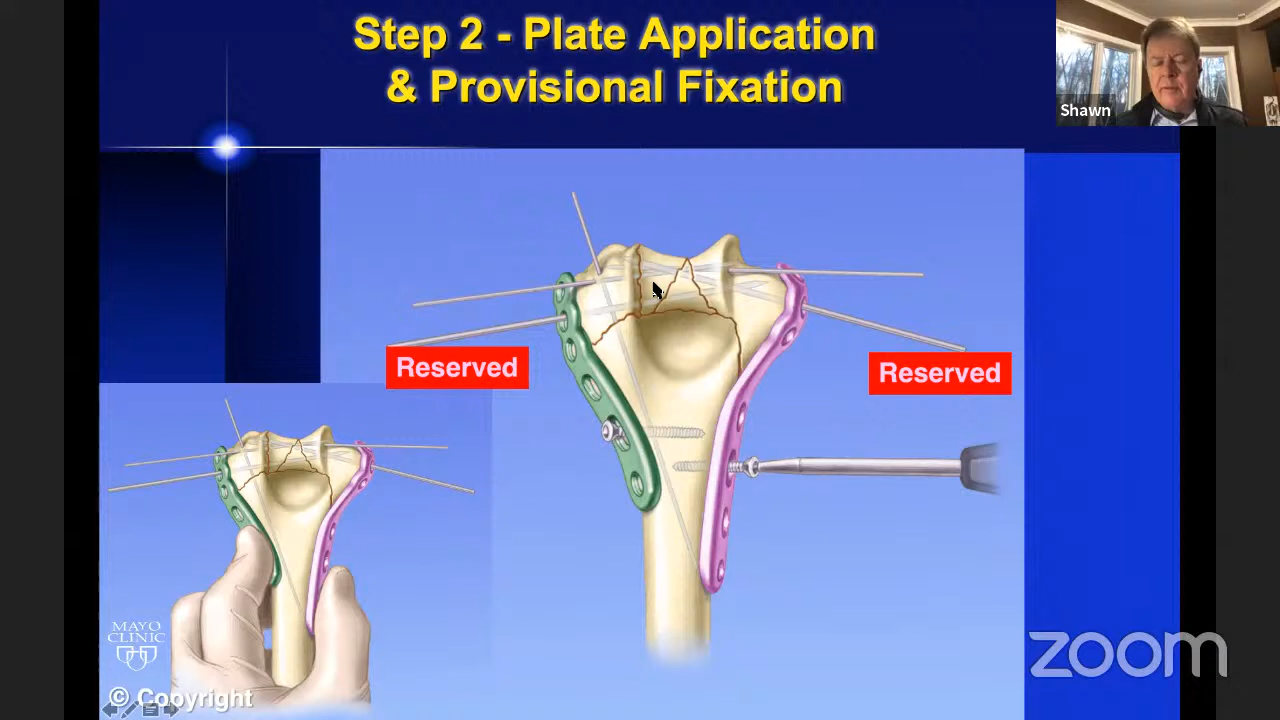 Step 2 - Plate Application
& Provisional Fixation
Shawn
Reserved
Reserved
MAYO
CLINIC
© Copyright
zoom